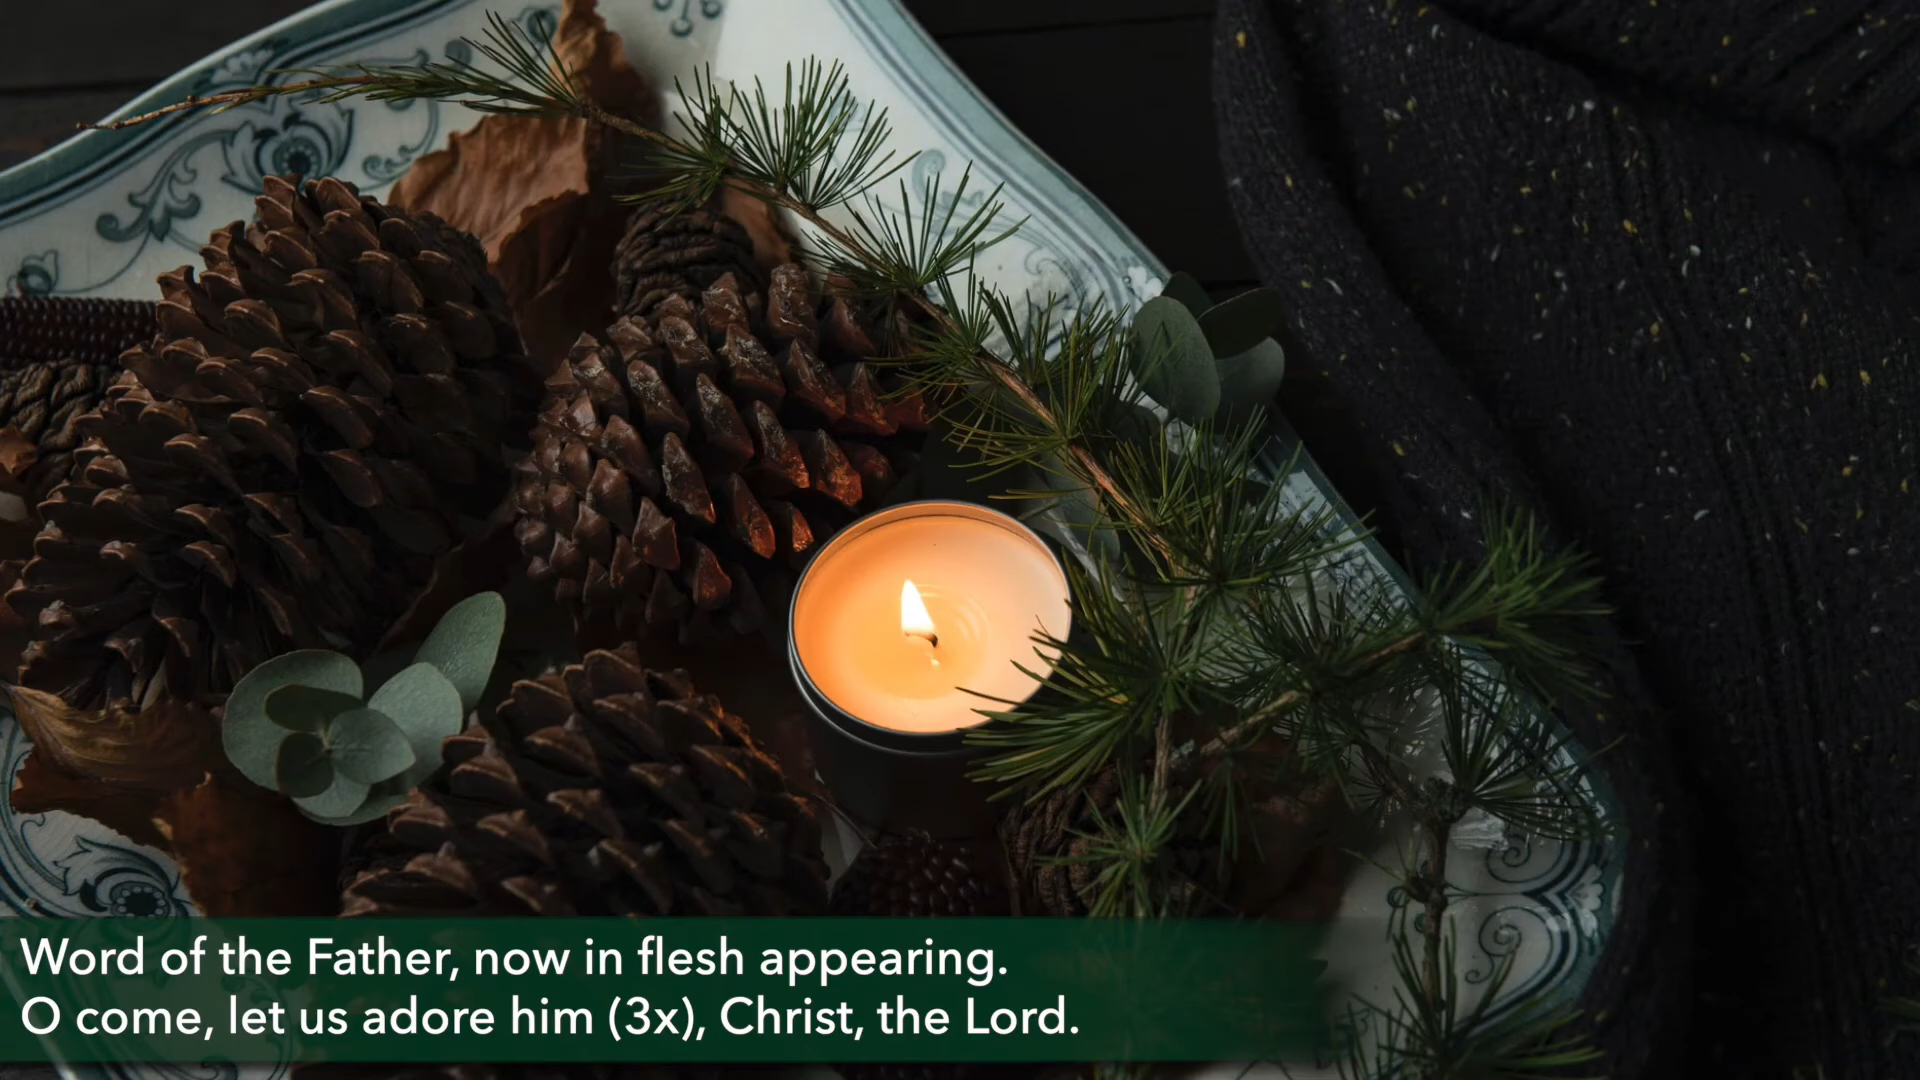 Word of the Father, now in flesh appearing.
O come, let us adore him (3x), Christ, the Lord.